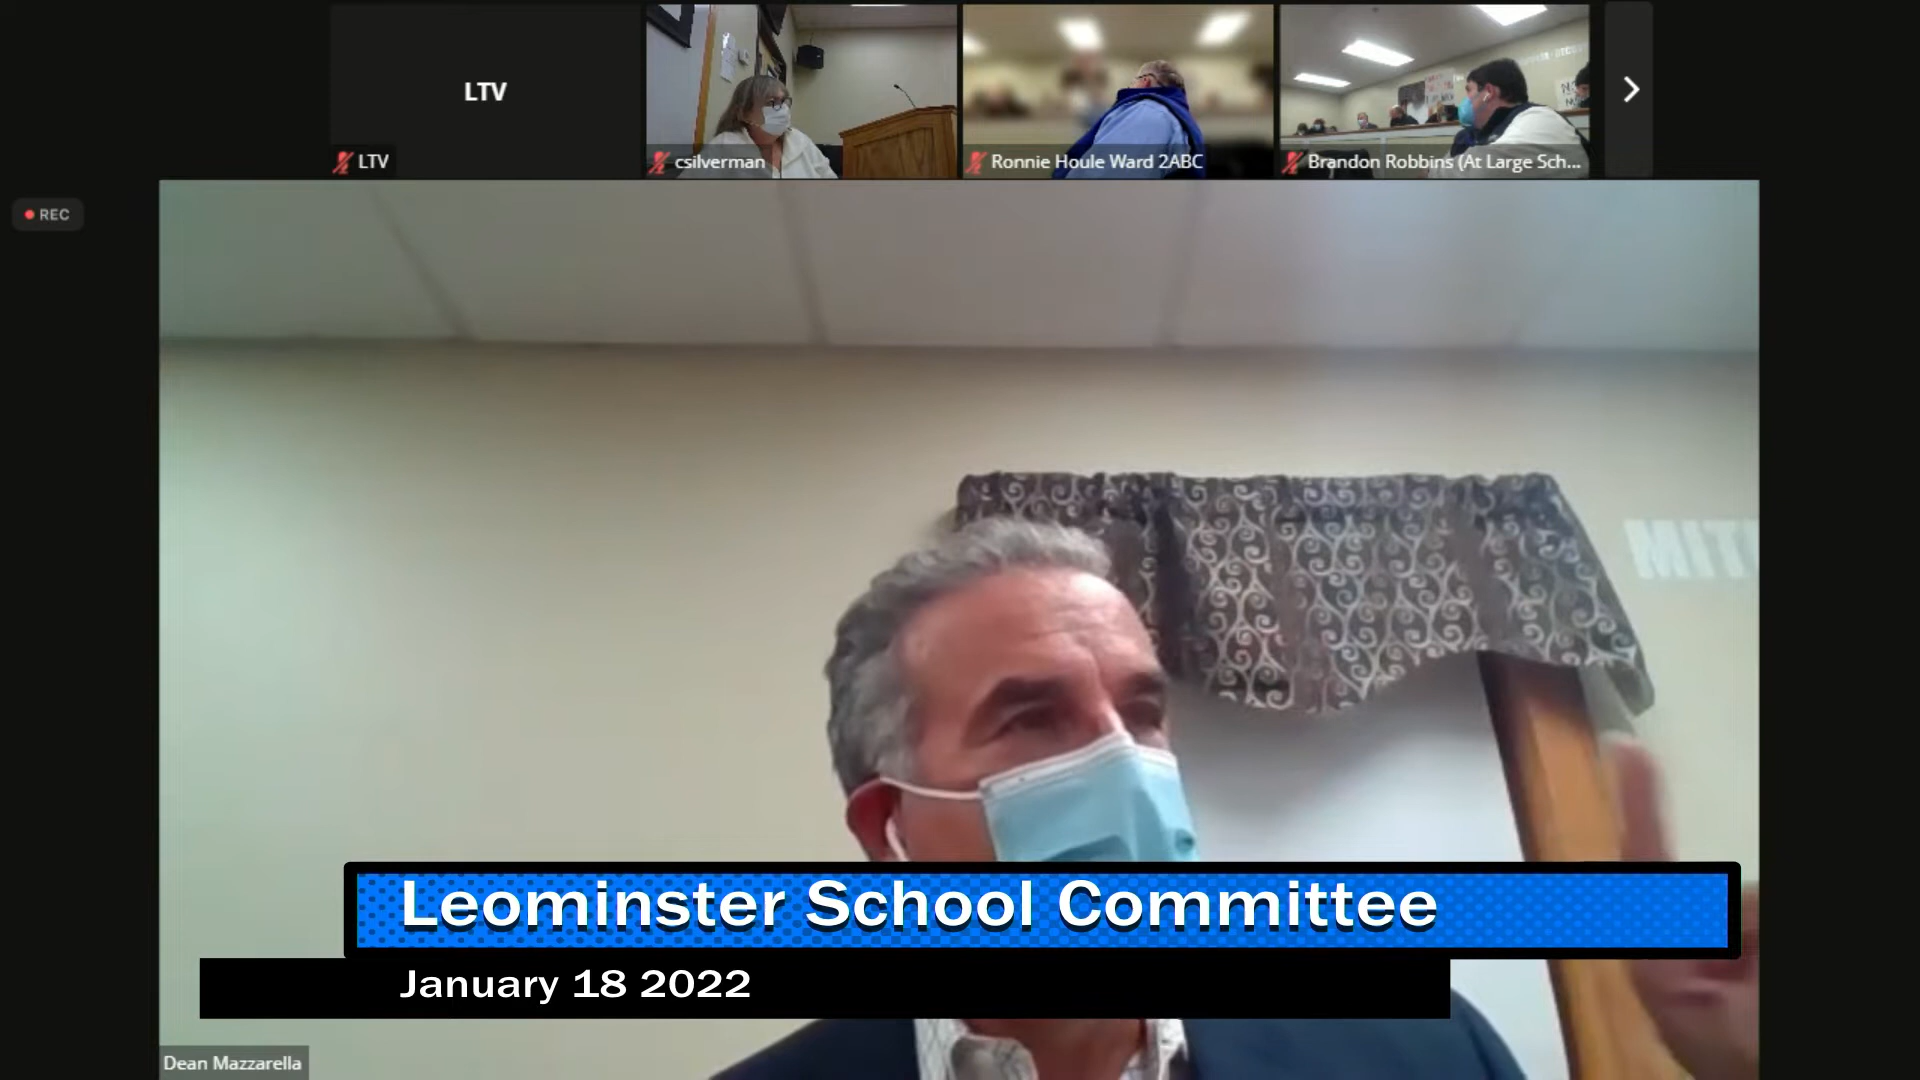 LTV
LTV
csilverman
Ronnie Houle Ward 2ABC
Brandon Robbins (At Large Sch...
REC
Leominster School Committee
January 18 2022
Dean Mazzarella